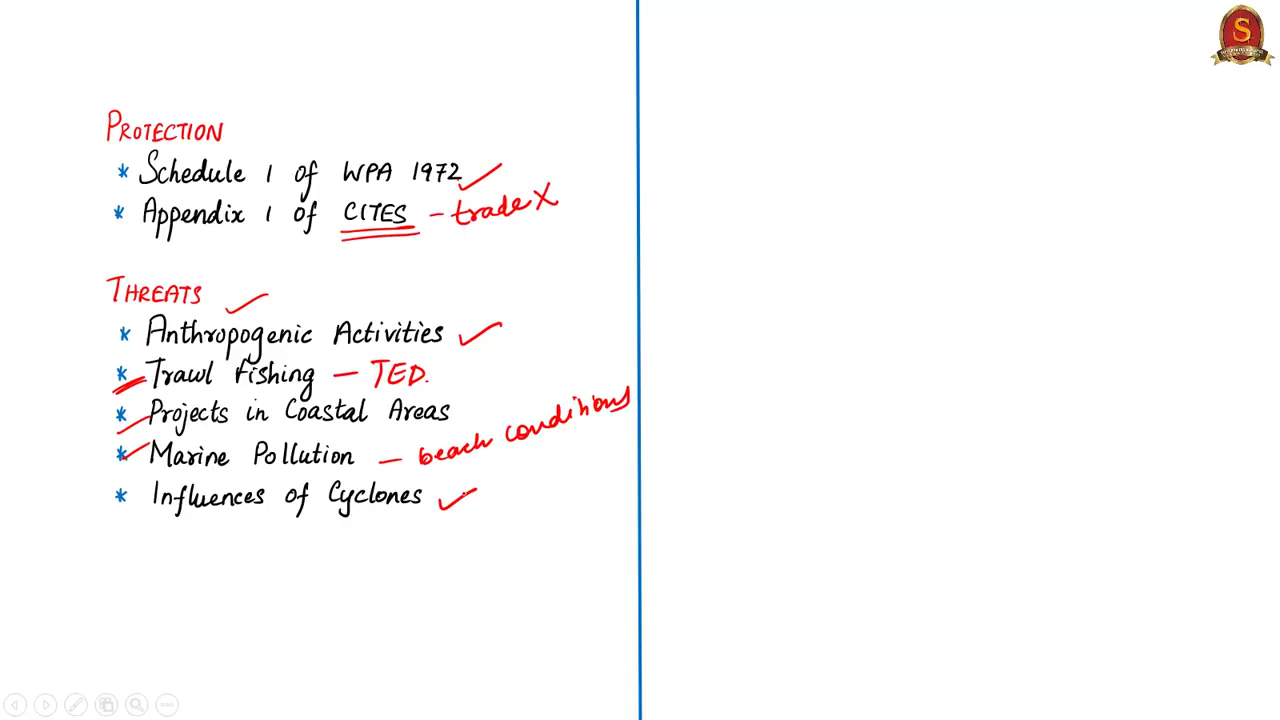 PROTECTION
* Schedule 1 of WPA 1972 ✓
* Appendix 1 of CITES - trade X
THREATS ✓
* Anthropogenic Activities ✓
* Trawl Fishing - TED.
* Projects in Coastal Areas
* Marine Pollution - beach conditions
* Influences of Cyclones ✓
S